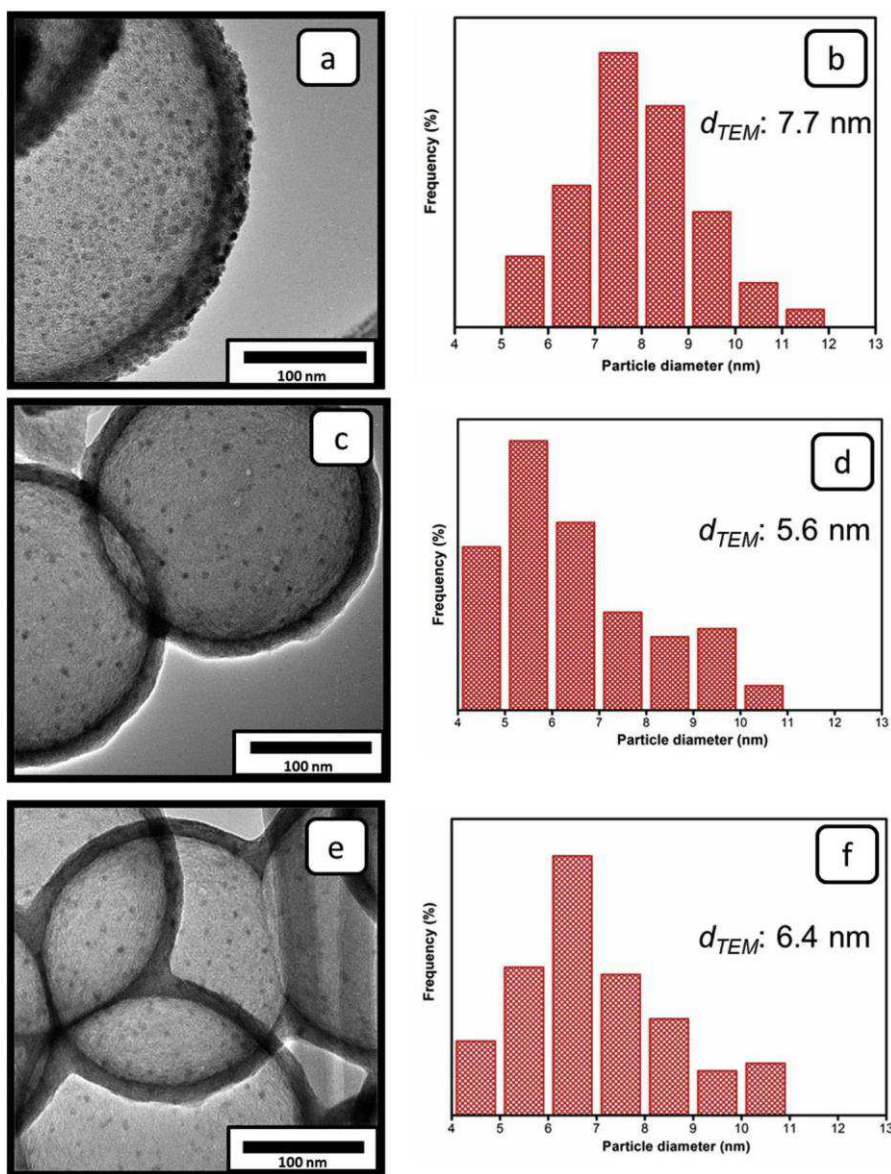 a
100 nm
b
d_TEM: 7.7 nm
Frequency (%)
4 5 6 7 8 9 10 11 12 13
Particle diameter (nm)
c
100 nm
d
d_TEM: 5.6 nm
Frequency (%)
4 5 6 7 8 9 10 11 12 13
Particle diameter (nm)
e
100 nm
f
d_TEM: 6.4 nm
Frequency (%)
4 5 6 7 8 9 10 11 12 13
Particle diameter (nm)